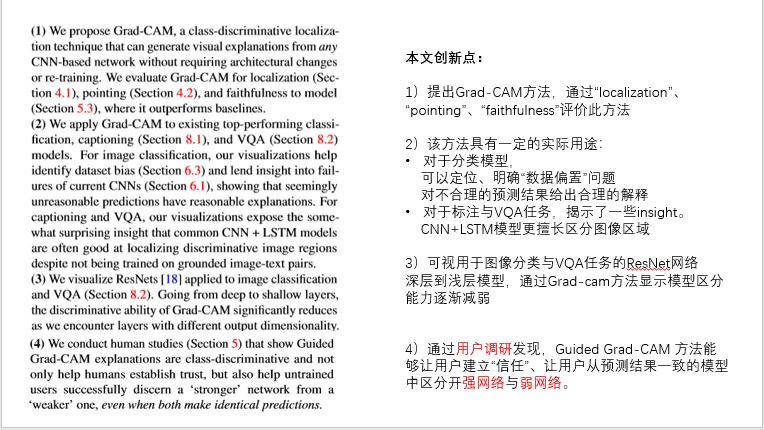 (1) We propose Grad-CAM, a class-discriminative localiza-
tion technique that can generate visual explanations from any
CNN-based network without requiring architectural changes
or re-training. We evaluate Grad-CAM for localization (Sec-
tion 4.1), pointing (Section 4.2), and faithfulness to model
(Section 5.3), where it outperforms baselines.
(2) We apply Grad-CAM to existing top-performing classi-
fication, captioning (Section 8.1), and VQA (Section 8.2)
models. For image classification, our visualizations help
identify dataset bias (Section 6.3) and lend insight into fail-
ures of current CNNs (Section 6.1), showing that seemingly
unreasonable predictions have reasonable explanations. For
captioning and VQA, our visualizations expose the some-
what surprising insight that common CNN + LSTM models
are often good at localizing discriminative image regions
despite not being trained on grounded image-text pairs.
(3) We visualize ResNets [18] applied to image classification
and VQA (Section 8.2). Going from deep to shallow layers,
the discriminative ability of Grad-CAM significantly reduces
as we encounter layers with different output dimensionality.
(4) We conduct human studies (Section 5) that show Guided
Grad-CAM explanations are class-discriminative and not
only help humans establish trust, but also help untrained
users successfully discern a ‘stronger’ network from a
‘weaker’ one, even when both make identical predictions.
本文创新点：
1）提出Grad-CAM方法，通过“localization”、
“pointing”、“faithfulness”评价此方法
2）该方法具有一定的实际用途：
• 对于分类模型，
可以定位、明确“数据偏置”问题
对不合理的预测结果给出合理的解释
• 对于标注与VQA任务，揭示了一些insight。
CNN+LSTM模型更擅长区分图像区域
3）可视用于图像分类与VQA任务的ResNet网络
深层到浅层模型，通过Grad-cam方法显示模型区分
能力逐渐减弱
4）通过用户调研发现，Guided Grad-CAM 方法能
够让用户建立“信任”、让用户从预测结果一致的模型
中区分开强网络与弱网络。